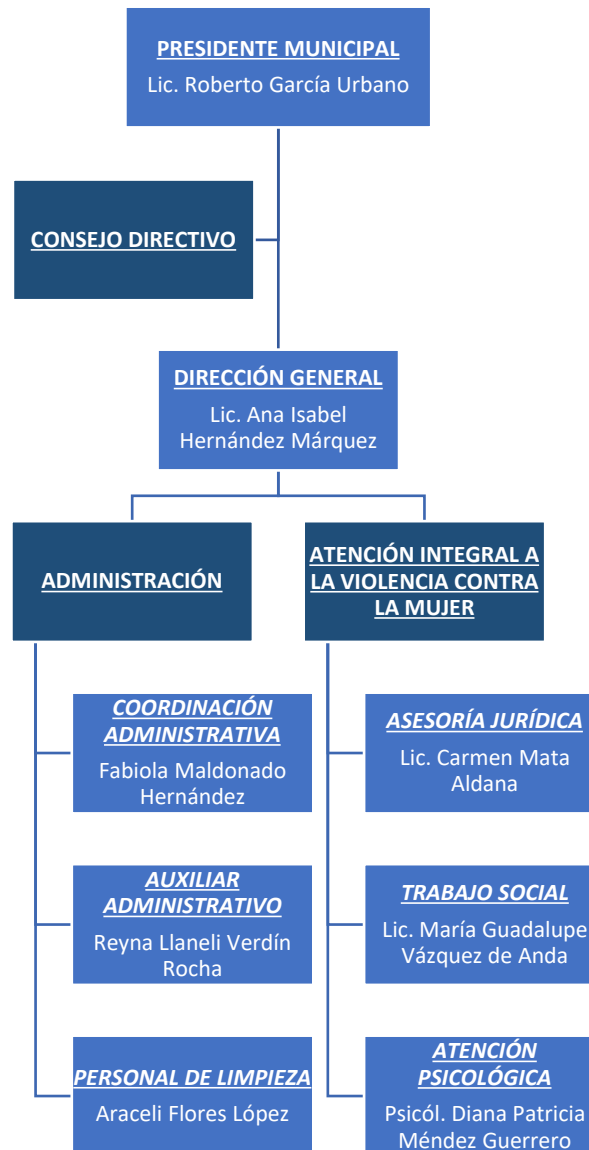 PRESIDENTE MUNICIPAL
Lic. Roberto García Urbano
CONSEJO DIRECTIVO
DIRECCIÓN GENERAL
Lic. Ana Isabel
Hernández Márquez
ADMINISTRACIÓN
COORDINACIÓN
ADMINISTRATIVA
Fabiola Maldonado
Hernández
AUXILIAR
ADMINISTRATIVO
Reyna Llaneli Verdín
Rocha
PERSONAL DE LIMPIEZA
Araceli Flores López
ATENCIÓN INTEGRAL A
LA VIOLENCIA CONTRA
LA MUJER
ASESORÍA JURÍDICA
Lic. Carmen Mata
Aldana
TRABAJO SOCIAL
Lic. María Guadalupe
Vázquez de Anda
ATENCIÓN
PSICOLÓGICA
Psicól. Diana Patricia
Méndez Guerrero